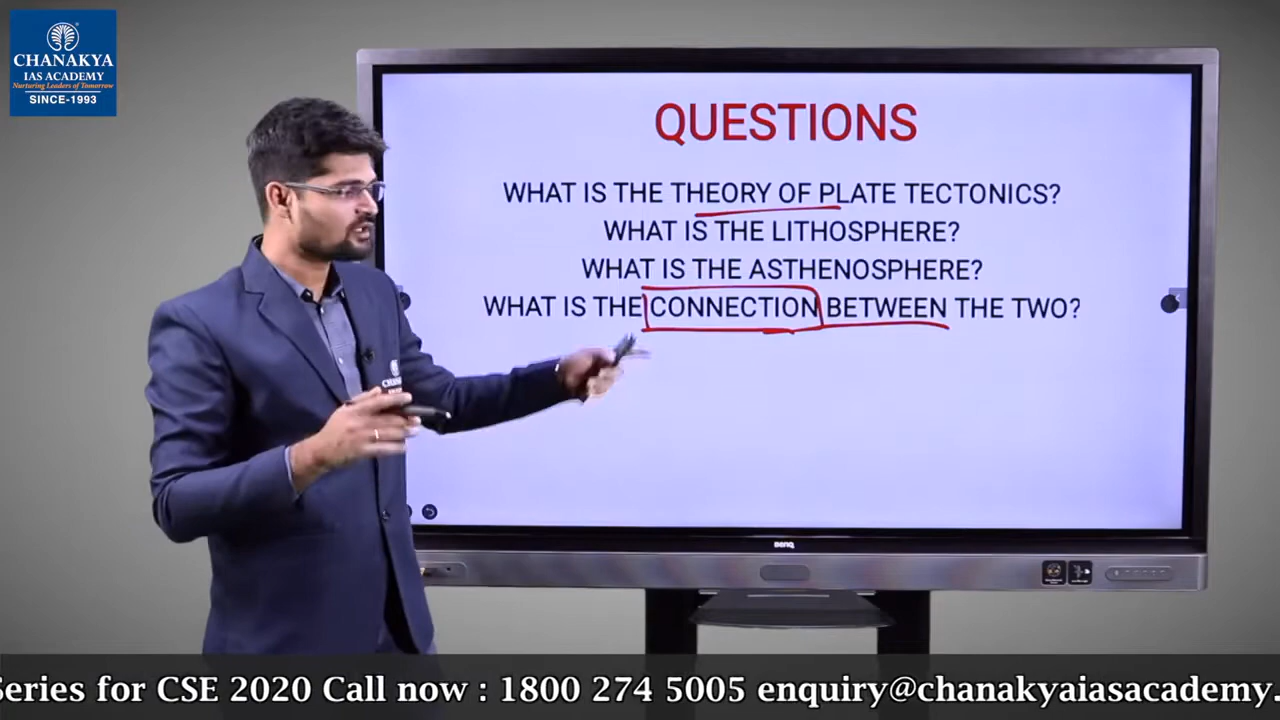 CHANAKYA
IAS ACADEMY
Nurturing Leaders of Tomorrow
SINCE-1993
QUESTIONS
WHAT IS THE THEORY OF PLATE TECTONICS?
WHAT IS THE LITHOSPHERE?
WHAT IS THE ASTHENOSPHERE?
WHAT IS THE CONNECTION BETWEEN THE TWO?
BenQ
Series for CSE 2020 Call now : 1800 274 5005 enquiry@chanakyaiasacademy.